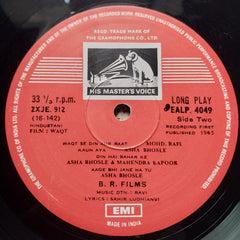 REGD. TRADE MARK OF
THE GRAMOPHONE CO. LTD.
HIS MASTER'S VOICE
33 1/3 r.p.m.
LONG PLAY
2XJE. 912
EALP. 4049
(16-142)
Side Two
HINDUSTANI
FILM : WAQT
RECORDING FIRST
PUBLISHED 1965
WAQT SE DIN AUR RAAT MOHD. RAFI
KAUN AYA ASHA BHOSLE
DIN HAI BAHAR KE
ASHA BHOSLE & MAHENDRA KAPOOR
AAGE BHI JANE NA TU
ASHA BHOSLE
B. R. FILMS
MUSIC DTN. : RAVI
LYRICS : SAHIR LUDHIANVI
EMI
MADE IN INDIA